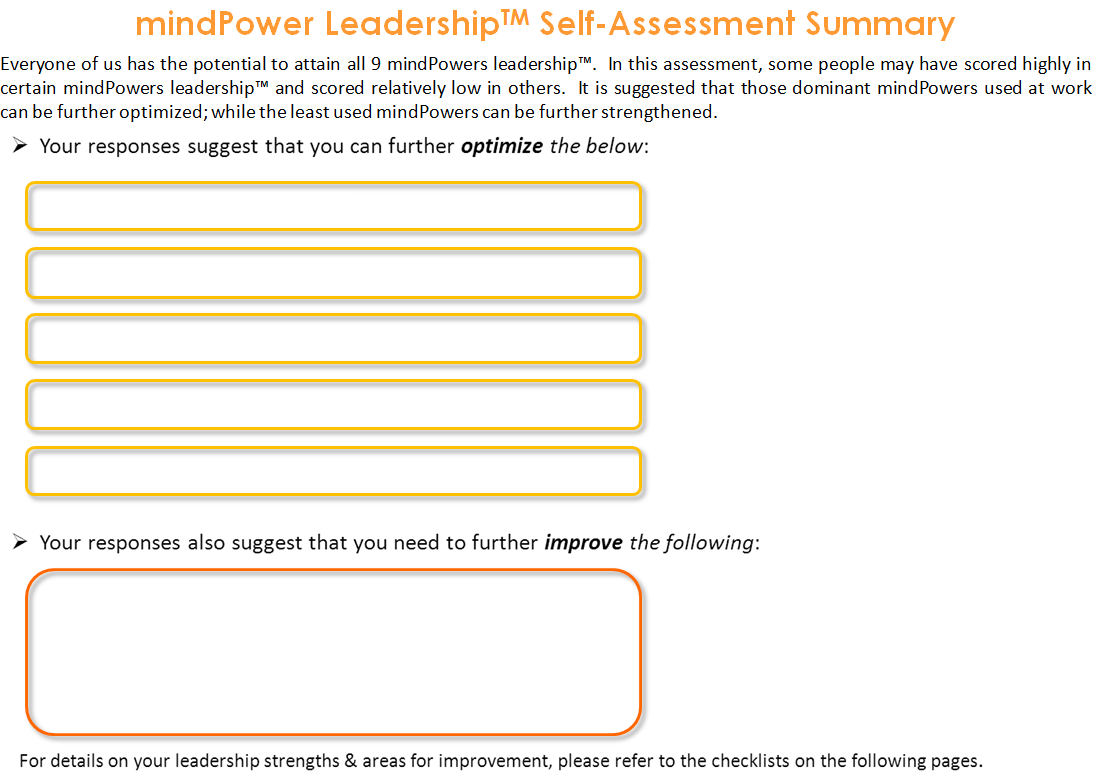 mindPower Leadership™ Self-Assessment Summary
Everyone of us has the potential to attain all 9 mindPowers leadership™.  In this assessment, some people may have scored highly in
certain mindPowers leadership™ and scored relatively low in others.  It is suggested that those dominant mindPowers used at work
can be further optimized; while the least used mindPowers can be further strengthened.
➢ Your responses suggest that you can further optimize the below:
➢ Your responses also suggest that you need to further improve the following:
For details on your leadership strengths & areas for improvement, please refer to the checklists on the following pages.